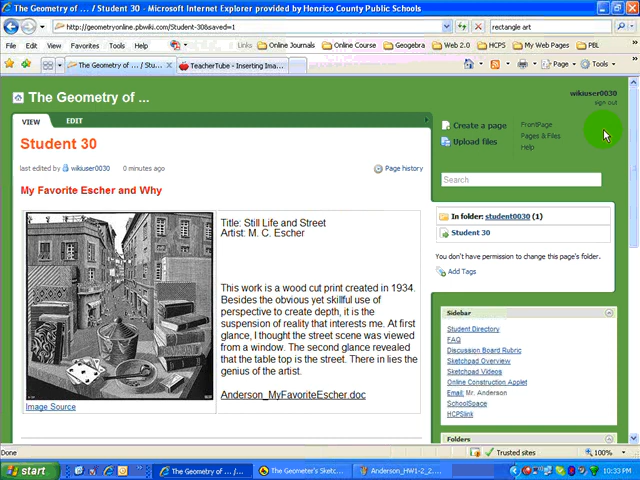 The Geometry of ... / Student 30 - Microsoft Internet Explorer provided by Henrico County Public Schools
http://geometryonline.pbwiki.com/Student-30&saved=1
rectangle art
File Edit View Favorites Tools Help
Links Online Journals Online Course Geogebra Web 2.0 HCPS My Web Pages PBL
The Geometry of ... / Stu...
TeacherTube - Inserting Ima...
Page Tools
The Geometry of ...
wikiuser0030
sign out
VIEW EDIT
Create a page
Upload files
FrontPage
Pages & Files
Help
Student 30
last edited by wikiuser0030 0 minutes ago
Page history
Search
My Favorite Escher and Why
Title: Still Life and Street
Artist: M. C. Escher
This work is a wood cut print created in 1934.
Besides the obvious yet skillful use of
perspective to create depth, it is the
suspension of reality that interests me. At first
glance, I thought the street scene was viewed
from a window. The second glance revealed
that the table top is the street. There in lies the
genius of the artist.
Anderson_MyFavoriteEscher.doc
Image Source
In folder: student0030 (1)
Student 30
You don't have permission to change this page's folder.
Add Tags
Sidebar
Student Directory
FAQ
Discussion Board Rubric
Sketchpad Overview
Sketchpad Videos
Online Construction Applet
Email: Mr. Anderson
SchoolSpace
HCPSlink
Folders
Done
Trusted sites
100%
start
The Geometry of ... /...
The Geometer's Sketc...
Anderson_HW1-2_2...
10:33 PM